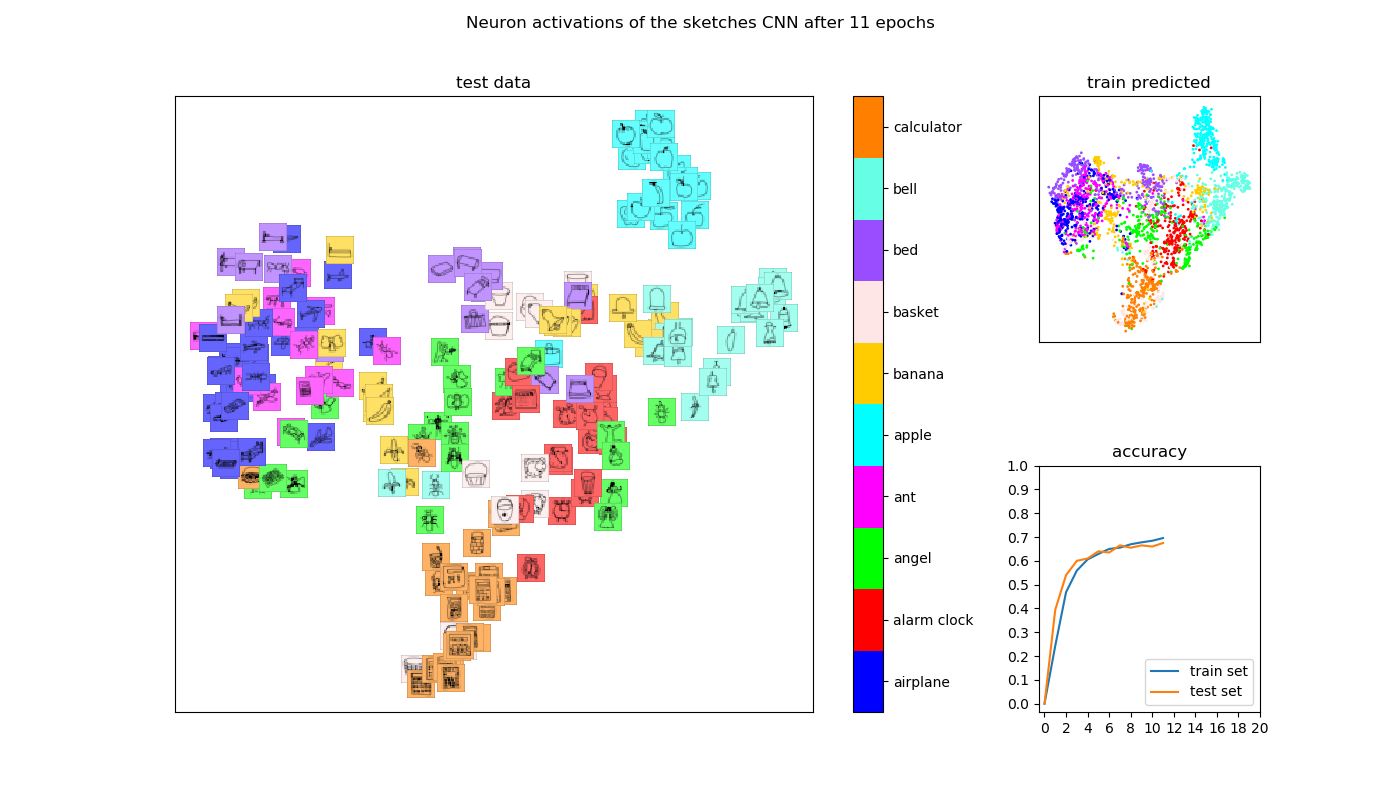 Neuron activations of the sketches CNN after 11 epochs
test data
calculator
bell
bed
basket
banana
apple
ant
angel
alarm clock
airplane
train predicted
accuracy
1.0
0.9
0.8
0.7
0.6
0.5
0.4
0.3
0.2
0.1
0.0
train set
test set
0 2 4 6 8 10 12 14 16 18 20